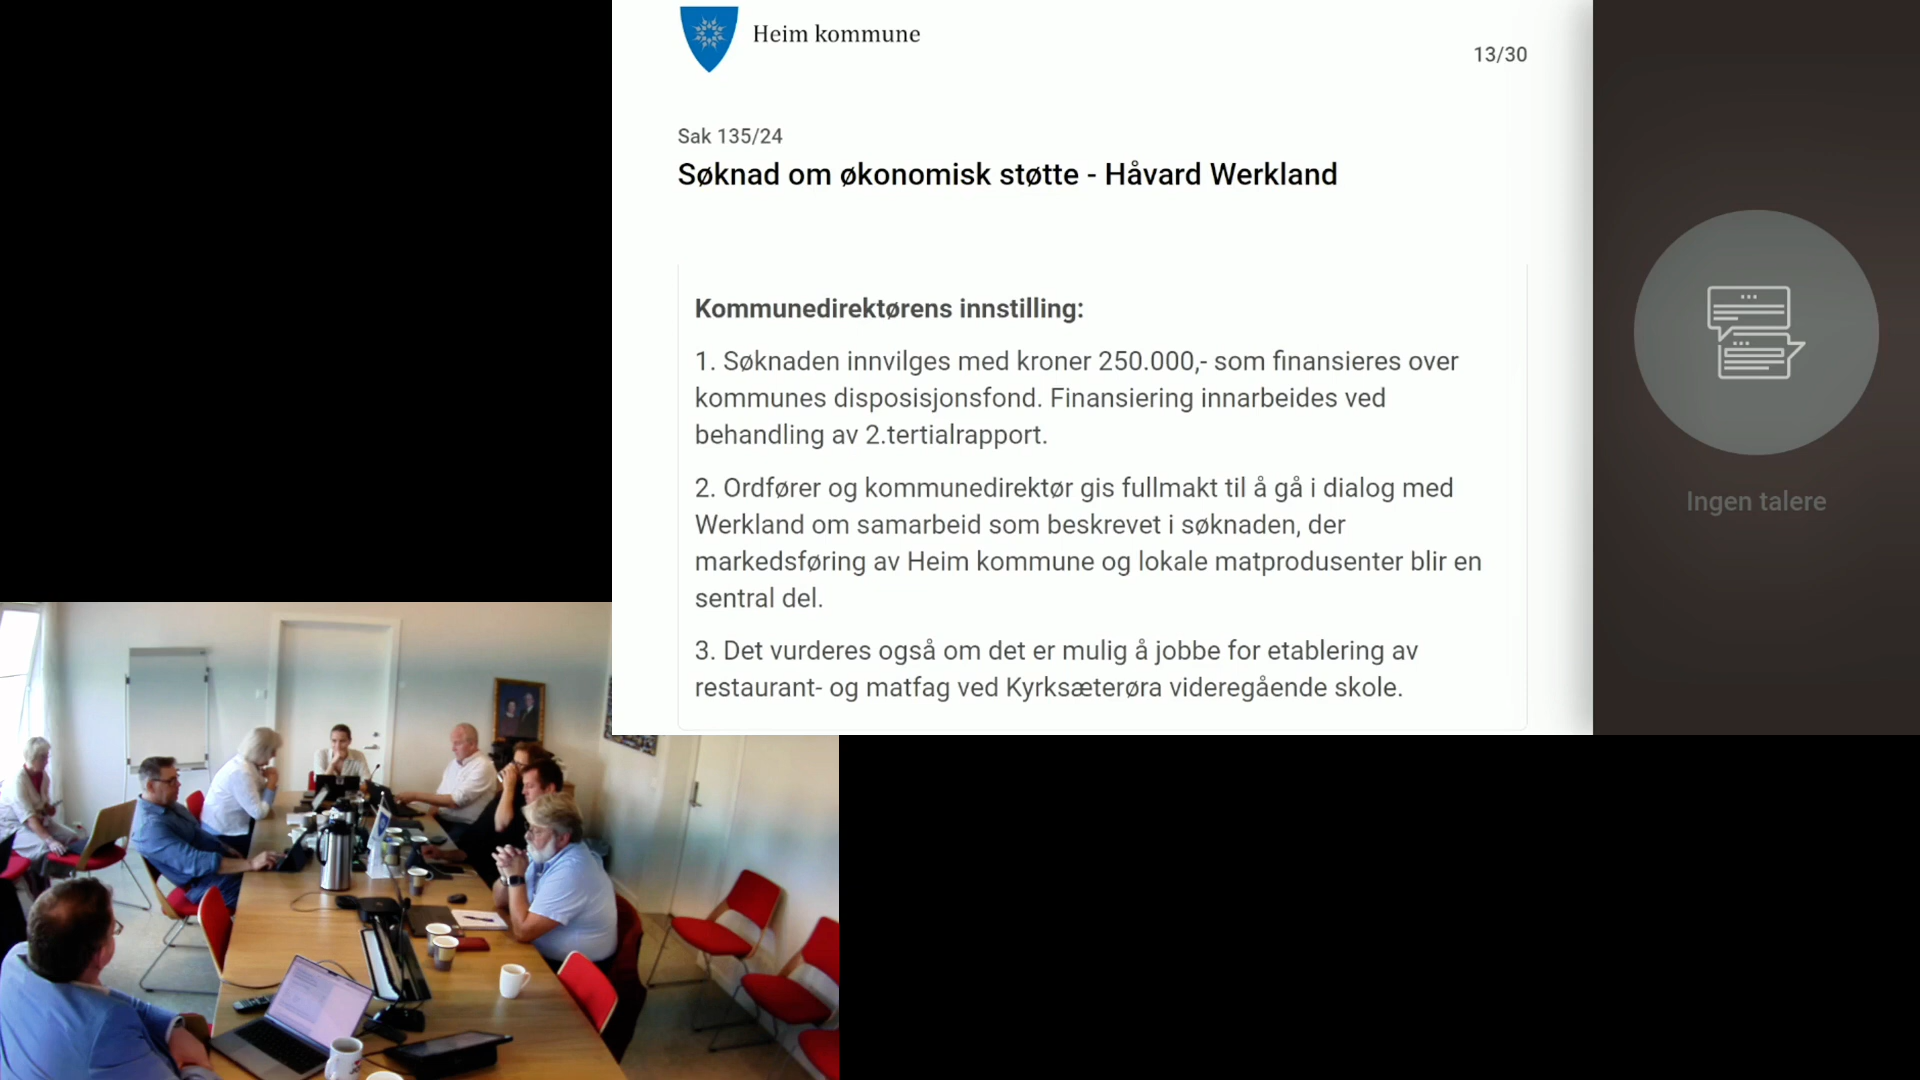 Heim kommune
13/30
Sak 135/24
Søknad om økonomisk støtte - Håvard Werkland
Kommunedirektørens innstilling:
1. Søknaden innvilges med kroner 250.000,- som finansieres over
kommunes disposisjonsfond. Finansiering innarbeides ved
behandling av 2.tertialrapport.
2. Ordfører og kommunedirektør gis fullmakt til å gå i dialog med
Werkland om samarbeid som beskrevet i søknaden, der
markedsføring av Heim kommune og lokale matprodusenter blir en
sentral del.
3. Det vurderes også om det er mulig å jobbe for etablering av
restaurant- og matfag ved Kyrksæterøra videregående skole.
Ingen talere